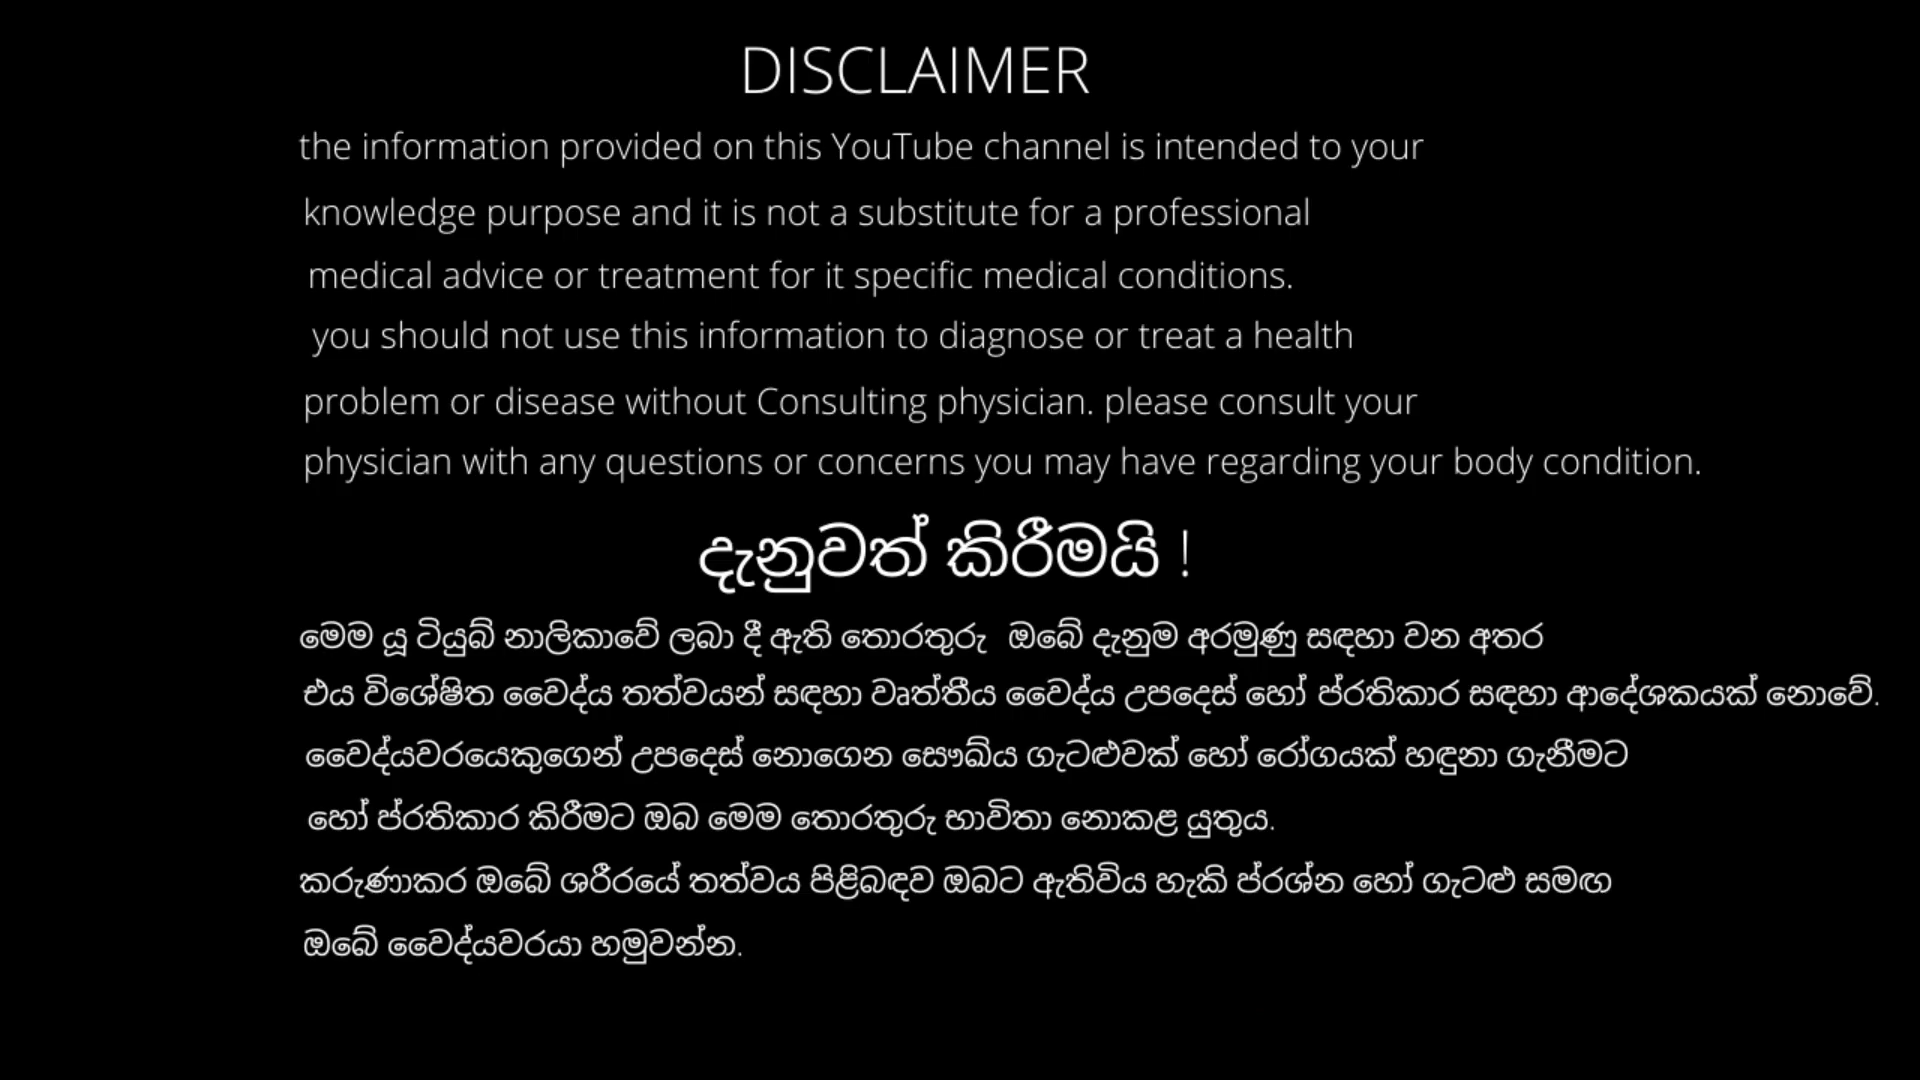 DISCLAIMER
the information provided on this YouTube channel is intended to your
knowledge purpose and it is not a substitute for a professional
medical advice or treatment for it specific medical conditions.
you should not use this information to diagnose or treat a health
problem or disease without Consulting physician. please consult your
physician with any questions or concerns you may have regarding your body condition.
දැනුවත් කිරීමයි !
මෙම යූ ටියුබ් නාලිකාවේ ලබා දී ඇති තොරතුරු ඔබේ දැනුම අරමුණු සඳහා වන අතර
එය විශේෂිත වෛද්ය තත්වයන් සඳහා වෘත්තීය වෛද්ය උපදෙස් හෝ ප්රතිකාර සඳහා ආදේශකයක් නොවේ.
වෛද්යවරයෙකුගෙන් උපදෙස් නොගෙන සෞඛ්ය ගැටළුවක් හෝ රෝගයක් හඳුනා ගැනීමට
හෝ ප්රතිකාර කිරීමට ඔබ මෙම තොරතුරු භාවිතා නොකළ යුතුය.
කරුණාකර ඔබේ ශරීරයේ තත්වය පිළිබඳව ඔබට ඇතිවිය හැකි ප්රශ්න හෝ ගැටළු සමඟ
ඔබේ වෛද්යවරයා හමුවන්න.